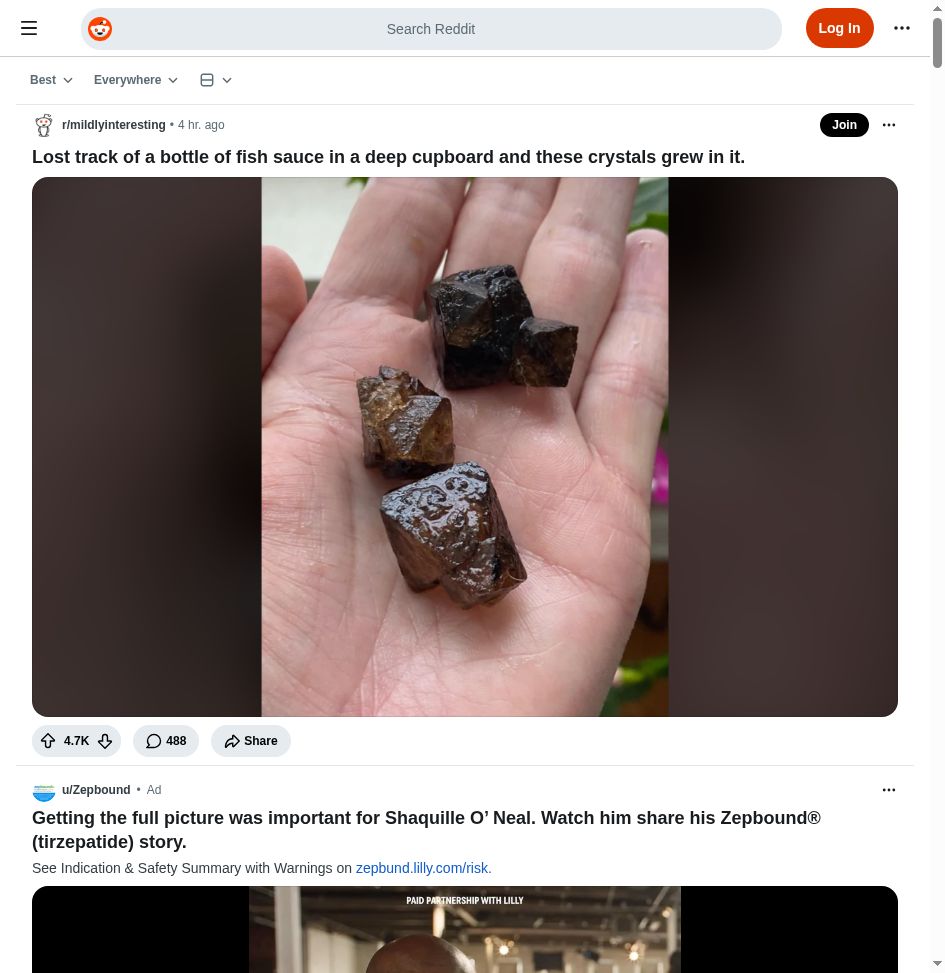 Search Reddit
Log In
Best
Everywhere
r/mildlyinteresting • 4 hr. ago
Join
Lost track of a bottle of fish sauce in a deep cupboard and these crystals grew in it.
4.7K
488
Share
u/Zepbound • Ad
Getting the full picture was important for Shaquille O’ Neal. Watch him share his Zepbound®
(tirzepatide) story.
See Indication & Safety Summary with Warnings on zepbund.lilly.com/risk.
PAID PARTNERSHIP WITH LILLY